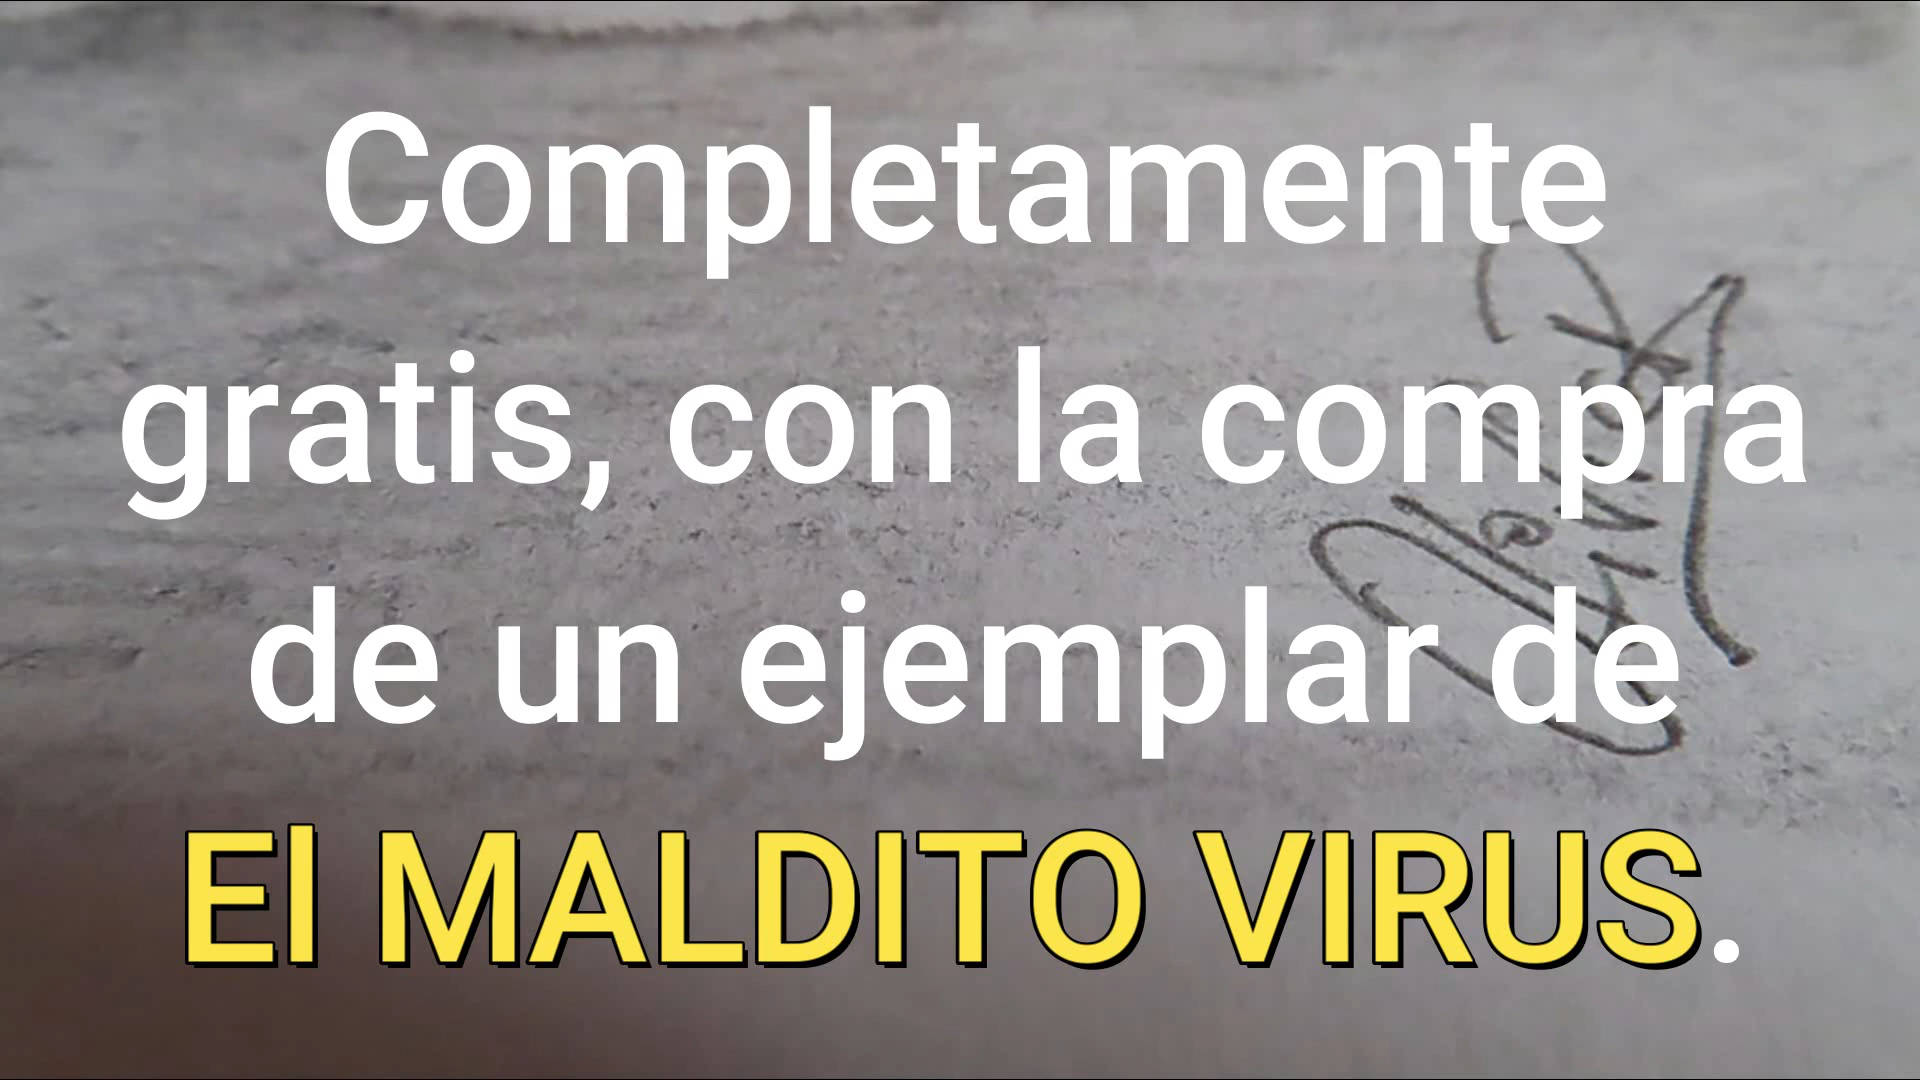 Completamente
gratis, con la compra
de un ejemplar de
El MALDITO VIRUS.